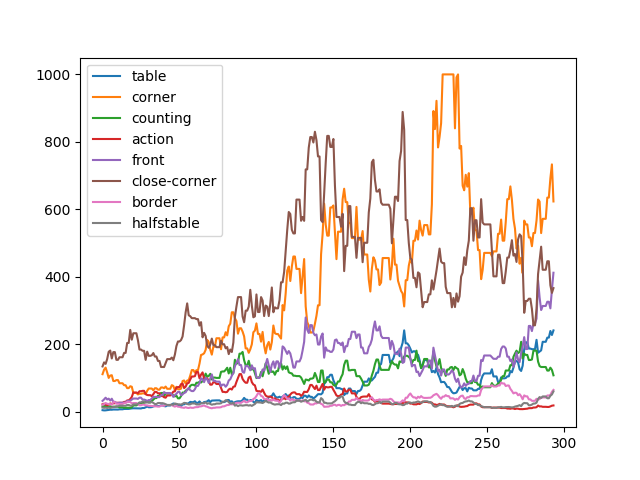 1000
800
600
400
200
0
table
corner
counting
action
front
close-corner
border
halfstable
0 50 100 150 200 250 300